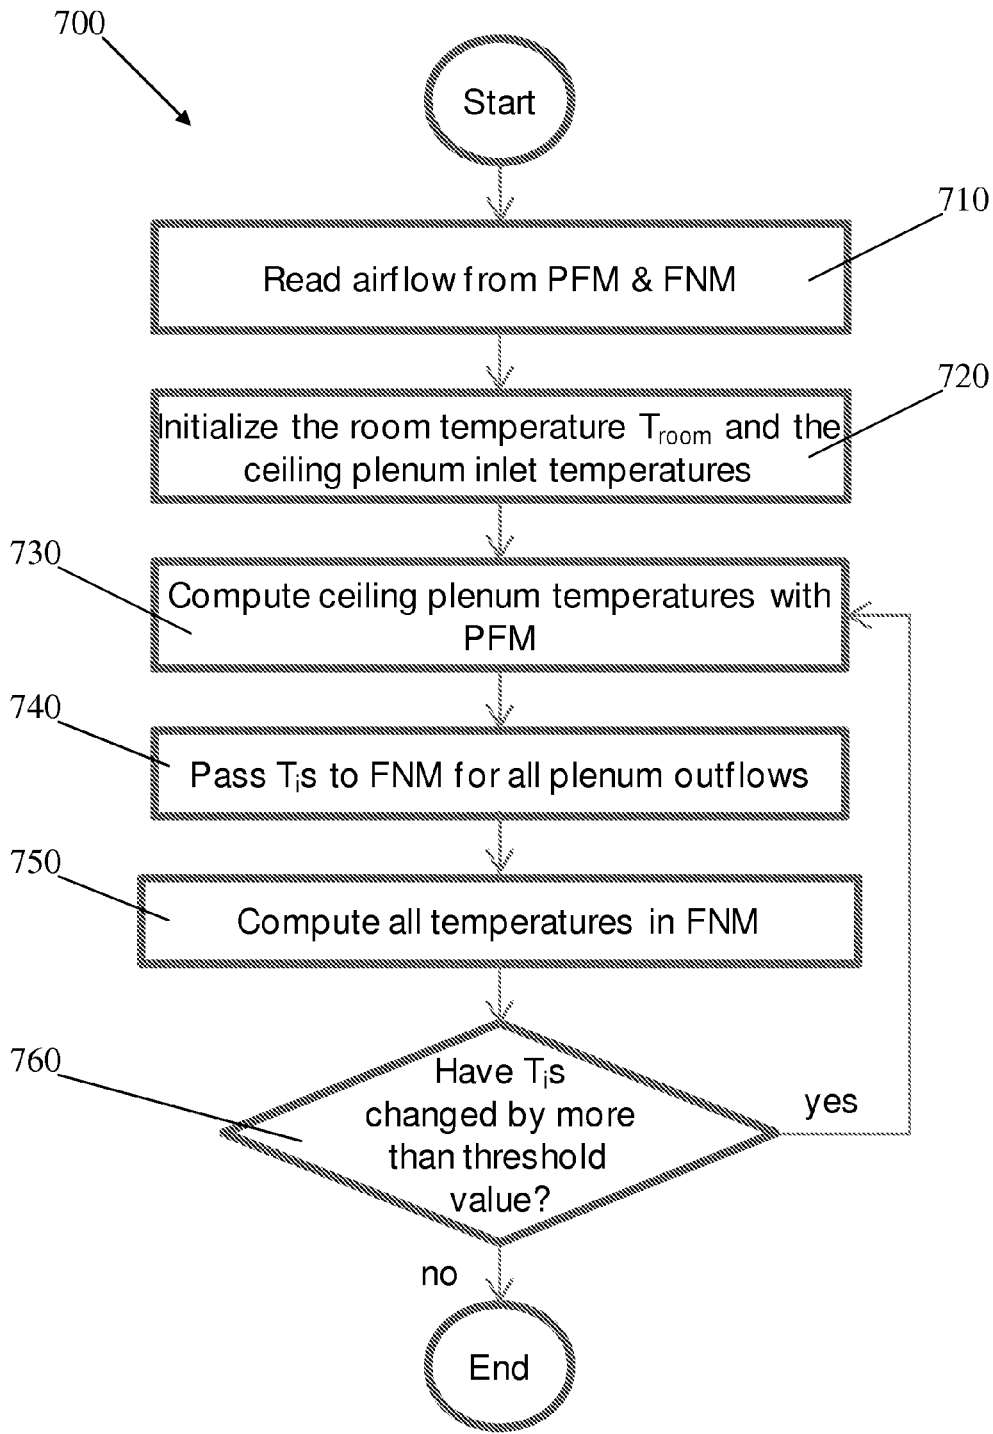 700
Start
710
Read airflow from PFM & FNM
720
Initialize the room temperature Troom and the
ceiling plenum inlet temperatures
730
Compute ceiling plenum temperatures with
PFM
740
Pass Tis to FNM for all plenum outflows
750
Compute all temperatures in FNM
760
Have Tis
changed by more
than threshold
value?
yes
no
End